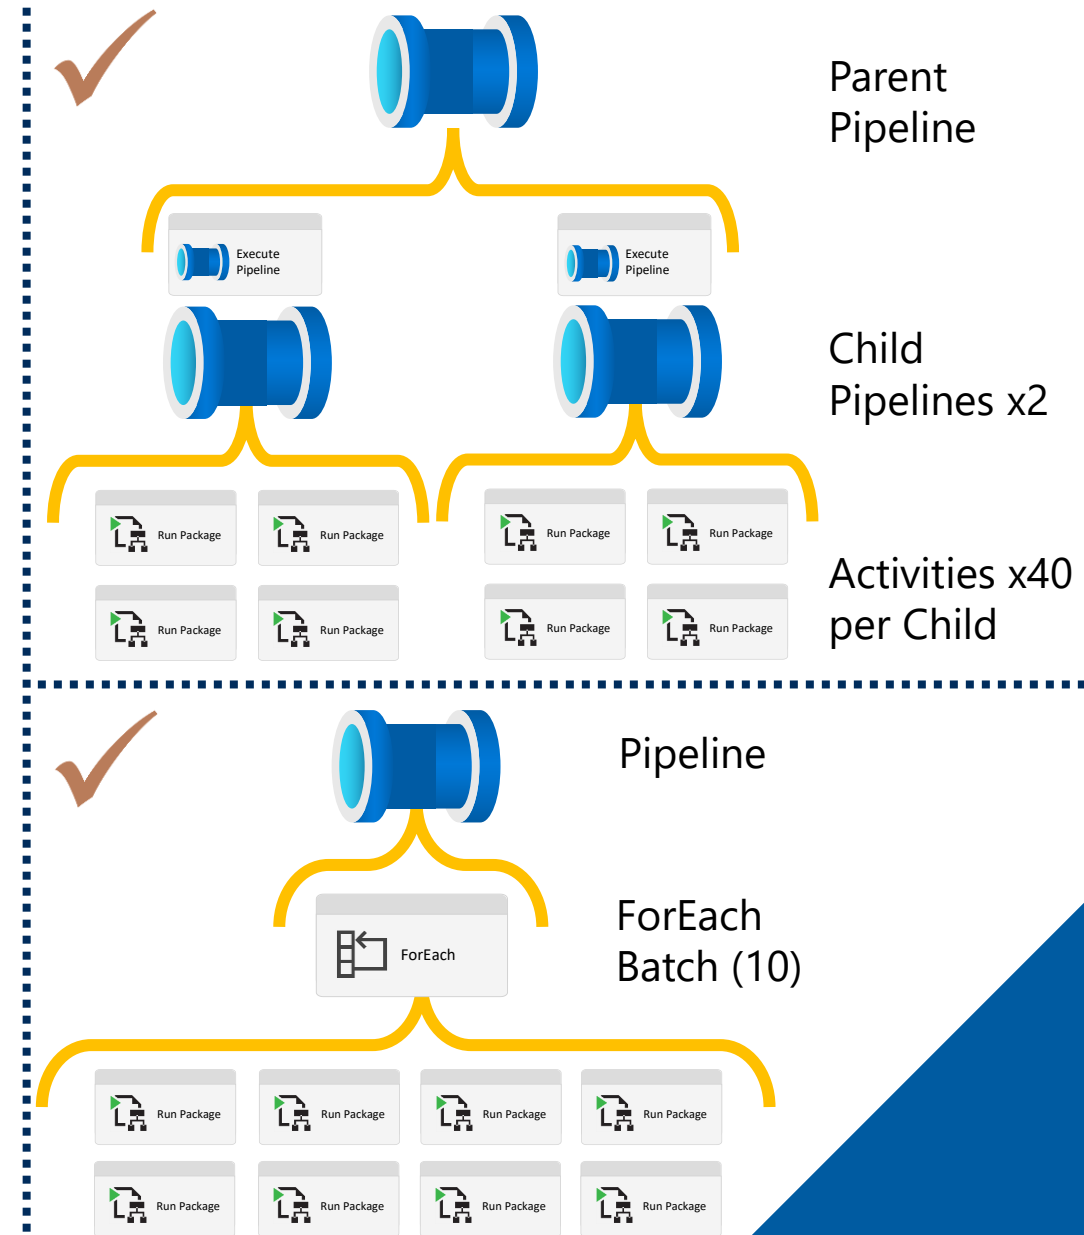 Parent
Pipeline
Execute
Pipeline
Execute
Pipeline
Child
Pipelines x2
Run Package
Run Package
Run Package
Run Package
Activities x40
per Child
Run Package
Run Package
Run Package
Run Package
Pipeline
ForEach
Batch (10)
ForEach
Run Package
Run Package
Run Package
Run Package
Run Package
Run Package
Run Package
Run Package